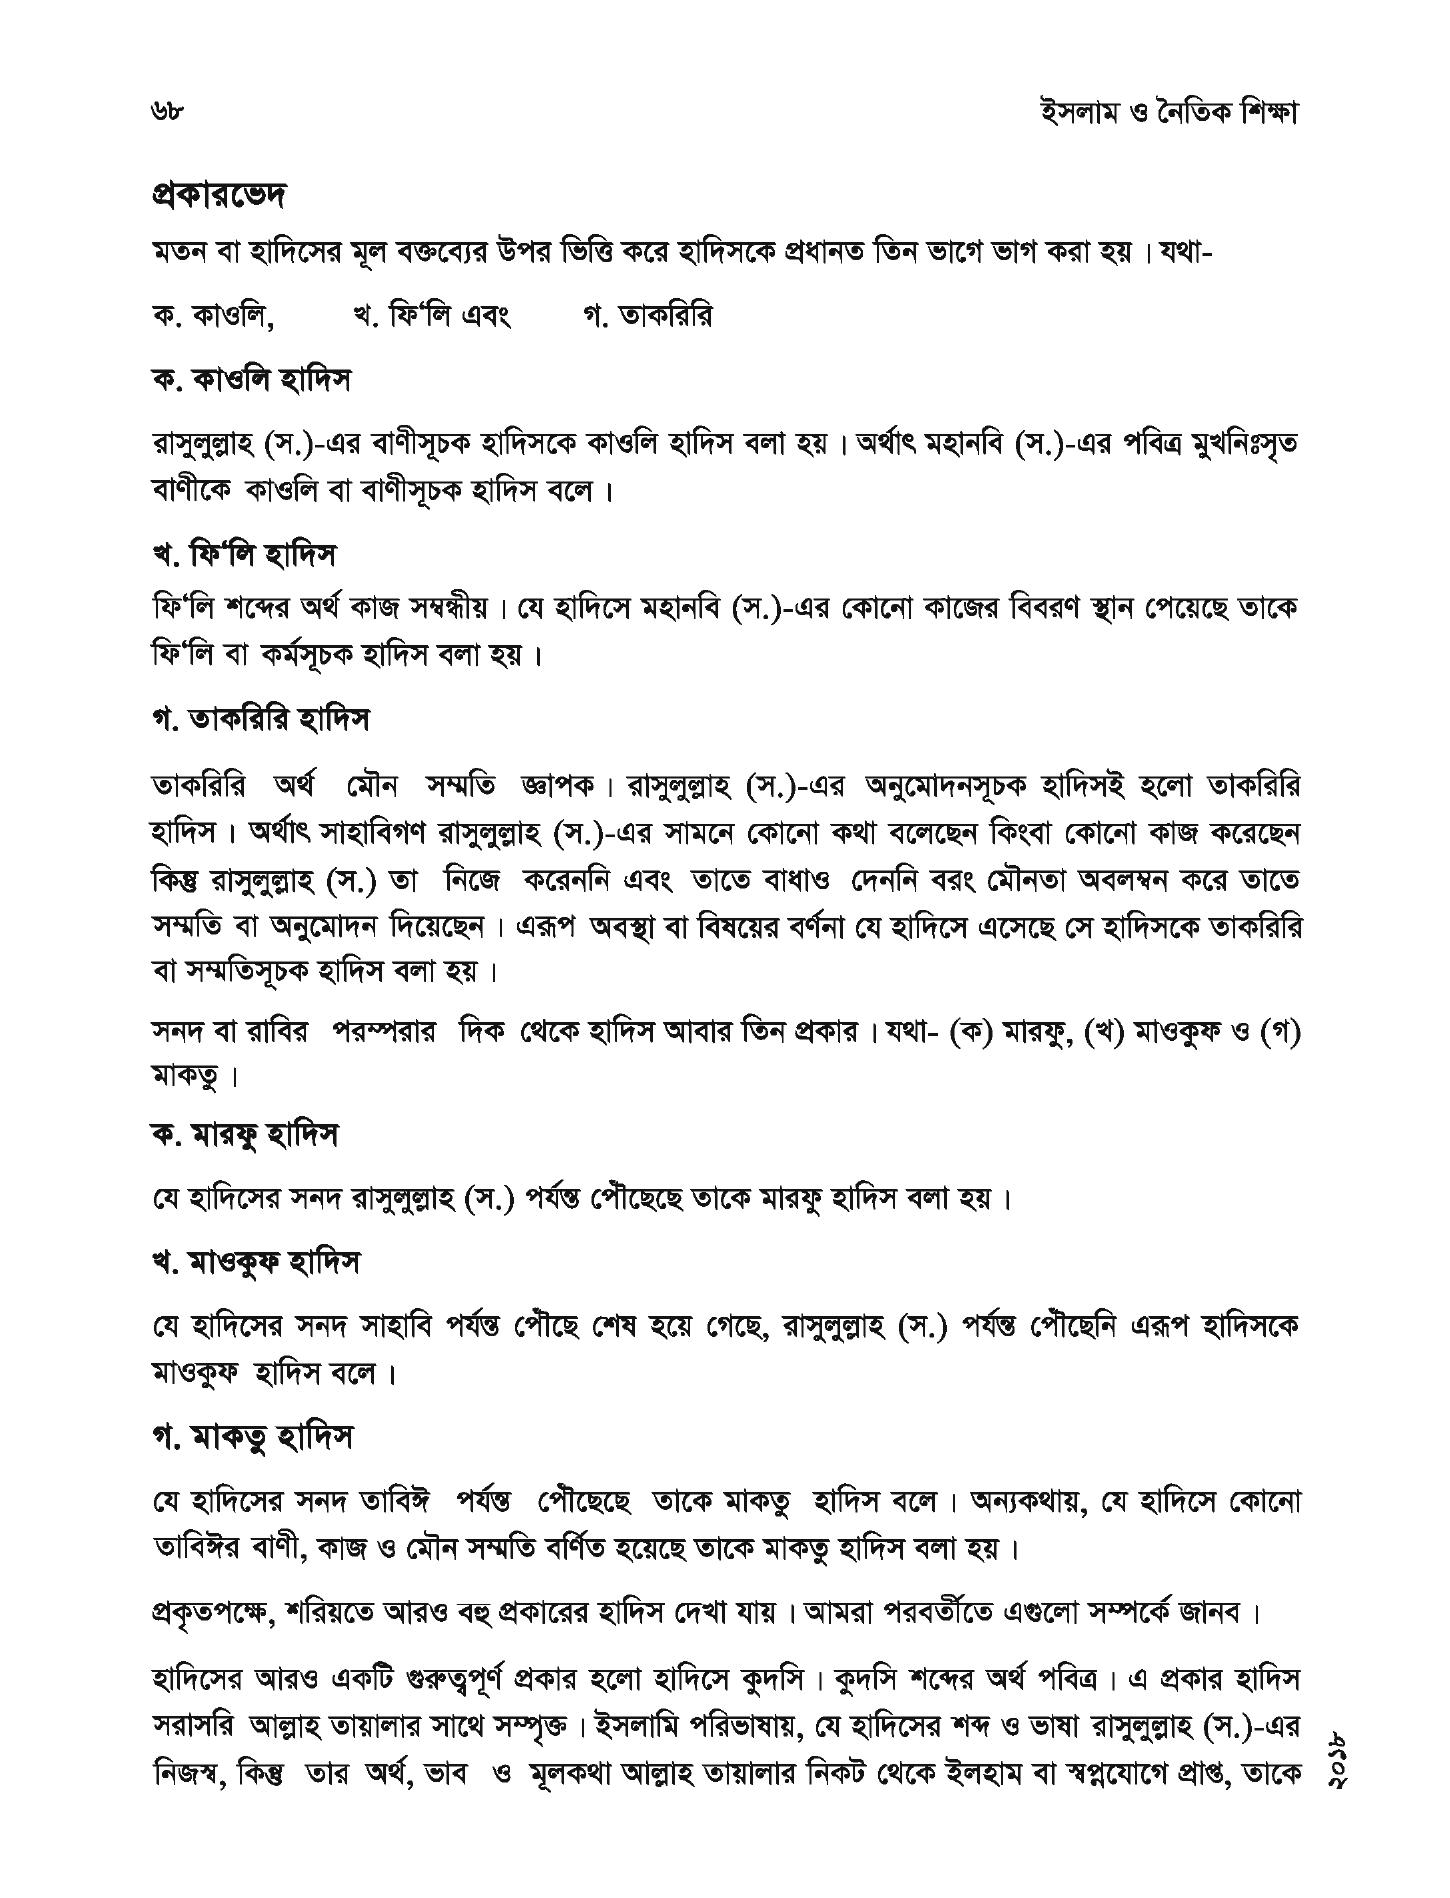 ৬৮
ইসলাম ও নৈতিক শিক্ষা
প্রকারভেদ
মতন বা হাদিসের মূল বক্তব্যের উপর ভিত্তি করে হাদিসকে প্রধানত তিন ভাগে ভাগ করা হয়। যথা-
ক. কাওলি, খ. ফি‘লি এবং গ. তাকরিরি
ক. কাওলি হাদিস
রাসুলুল্লাহ (স.)-এর বাণীসূচক হাদিসকে কাওলি হাদিস বলা হয়। অর্থাৎ মহানবি (স.)-এর পবিত্র মুখনিঃসৃত
বাণীকে কাওলি বা বাণীসূচক হাদিস বলে।
খ. ফি‘লি হাদিস
ফি‘লি শব্দের অর্থ কাজ সম্বন্ধীয়। যে হাদিসে মহানবি (স.)-এর কোনো কাজের বিবরণ স্থান পেয়েছে তাকে
ফি‘লি বা কর্মসূচক হাদিস বলা হয়।
গ. তাকরিরি হাদিস
তাকরিরি অর্থ মৌন সম্মতি জ্ঞাপক। রাসুলুল্লাহ (স.)-এর অনুমোদনসূচক হাদিসই হলো তাকরিরি
হাদিস। অর্থাৎ সাহাবিগণ রাসুলুল্লাহ (স.)-এর সামনে কোনো কথা বলেছেন কিংবা কোনো কাজ করেছেন
কিন্তু রাসুলুল্লাহ (স.) তা নিজে করেননি এবং তাতে বাধাও দেননি বরং মৌনতা অবলম্বন করে তাতে
সম্মতি বা অনুমোদন দিয়েছেন। এরূপ অবস্থা বা বিষয়ের বর্ণনা যে হাদিসে এসেছে সে হাদিসকে তাকরিরি
বা সম্মতিসূচক হাদিস বলা হয়।
সনদ বা রাবির পরম্পরার দিক থেকে হাদিস আবার তিন প্রকার। যথা- (ক) মারফু, (খ) মাওকুফ ও (গ)
মাকতু।
ক. মারফু হাদিস
যে হাদিসের সনদ রাসুলুল্লাহ (স.) পর্যন্ত পৌঁছেছে তাকে মারফু হাদিস বলা হয়।
খ. মাওকুফ হাদিস
যে হাদিসের সনদ সাহাবি পর্যন্ত পৌঁছে শেষ হয়ে গেছে, রাসুলুল্লাহ (স.) পর্যন্ত পৌঁছেনি এরূপ হাদিসকে
মাওকুফ হাদিস বলে।
গ. মাকতু হাদিস
যে হাদিসের সনদ তাবিঈ পর্যন্ত পৌঁছেছে তাকে মাকতু হাদিস বলে। অন্যকথায়, যে হাদিসে কোনো
তাবিঈর বাণী, কাজ ও মৌন সম্মতি বর্ণিত হয়েছে তাকে মাকতু হাদিস বলা হয়।
প্রকৃতপক্ষে, শরিয়তে আরও বহু প্রকারের হাদিস দেখা যায়। আমরা পরবর্তীতে এগুলো সম্পর্কে জানব।
হাদিসের আরও একটি গুরুত্বপূর্ণ প্রকার হলো হাদিসে কুদসি। কুদসি শব্দের অর্থ পবিত্র। এ প্রকার হাদিস
সরাসরি আল্লাহ তায়ালার সাথে সম্পৃক্ত। ইসলামি পরিভাষায়, যে হাদিসের শব্দ ও ভাষা রাসুলুল্লাহ (স.)-এর
নিজস্ব, কিন্তু তার অর্থ, ভাব ও মূলকথা আল্লাহ তায়ালার নিকট থেকে ইলহাম বা স্বপ্নযোগে প্রাপ্ত, তাকে
২০১৮